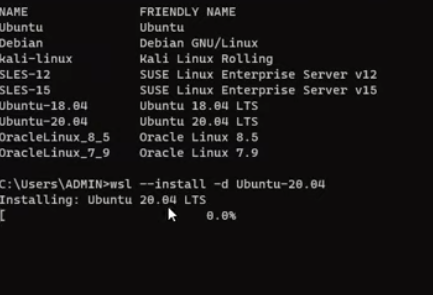 NAME FRIENDLY NAME
Ubuntu Ubuntu
Debian Debian GNU/Linux
kali-linux Kali Linux Rolling
SLES-12 SUSE Linux Enterprise Server v12
SLES-15 SUSE Linux Enterprise Server v15
Ubuntu-18.04 Ubuntu 18.04 LTS
Ubuntu-20.04 Ubuntu 20.04 LTS
OracleLinux_8_5 Oracle Linux 8.5
OracleLinux_7_9 Oracle Linux 7.9
C:\Users\ADMIN>wsl --install -d Ubuntu-20.04
Installing: Ubuntu 20.04 LTS
[ 0.0%